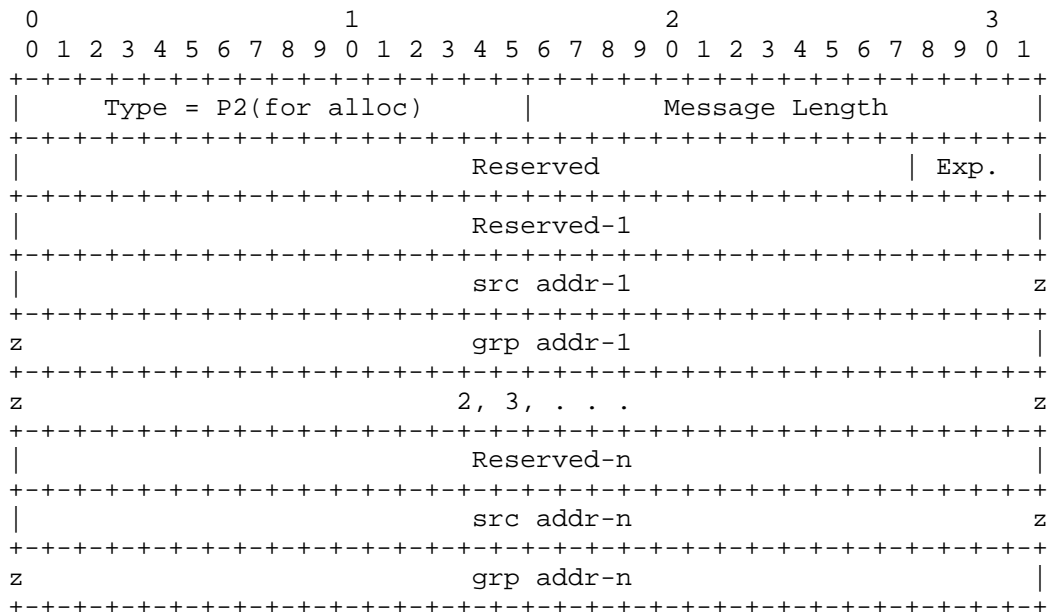 0                   1                   2                   3
 0 1 2 3 4 5 6 7 8 9 0 1 2 3 4 5 6 7 8 9 0 1 2 3 4 5 6 7 8 9 0 1
+-+-+-+-+-+-+-+-+-+-+-+-+-+-+-+-+-+-+-+-+-+-+-+-+-+-+-+-+-+-+-+-+
|     Type = P2(for alloc)      |        Message Length         |
+-+-+-+-+-+-+-+-+-+-+-+-+-+-+-+-+-+-+-+-+-+-+-+-+-+-+-+-+-+-+-+-+
|                            Reserved                   | Exp.  |
+-+-+-+-+-+-+-+-+-+-+-+-+-+-+-+-+-+-+-+-+-+-+-+-+-+-+-+-+-+-+-+-+
|                            Reserved-1                         |
+-+-+-+-+-+-+-+-+-+-+-+-+-+-+-+-+-+-+-+-+-+-+-+-+-+-+-+-+-+-+-+-+
|                            src addr-1                         z
+-+-+-+-+-+-+-+-+-+-+-+-+-+-+-+-+-+-+-+-+-+-+-+-+-+-+-+-+-+-+-+-+
z                            grp addr-1                         |
+-+-+-+-+-+-+-+-+-+-+-+-+-+-+-+-+-+-+-+-+-+-+-+-+-+-+-+-+-+-+-+-+
z                           2, 3, . . .                         z
+-+-+-+-+-+-+-+-+-+-+-+-+-+-+-+-+-+-+-+-+-+-+-+-+-+-+-+-+-+-+-+-+
|                            Reserved-n                         |
+-+-+-+-+-+-+-+-+-+-+-+-+-+-+-+-+-+-+-+-+-+-+-+-+-+-+-+-+-+-+-+-+
|                            src addr-n                         z
+-+-+-+-+-+-+-+-+-+-+-+-+-+-+-+-+-+-+-+-+-+-+-+-+-+-+-+-+-+-+-+-+
z                            grp addr-n                         |
+-+-+-+-+-+-+-+-+-+-+-+-+-+-+-+-+-+-+-+-+-+-+-+-+-+-+-+-+-+-+-+-+